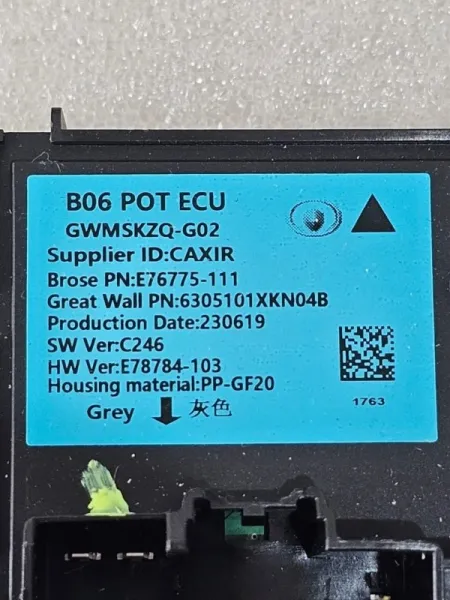 B06 POT ECU
GWMSKZQ-G02
Supplier ID:CAXIR
Brose PN:E76775-111
Great Wall PN:6305101XKN04B
Production Date:230619
SW Ver:C246
HW Ver:E78784-103
Housing material:PP-GF20
1763
Grey 灰色